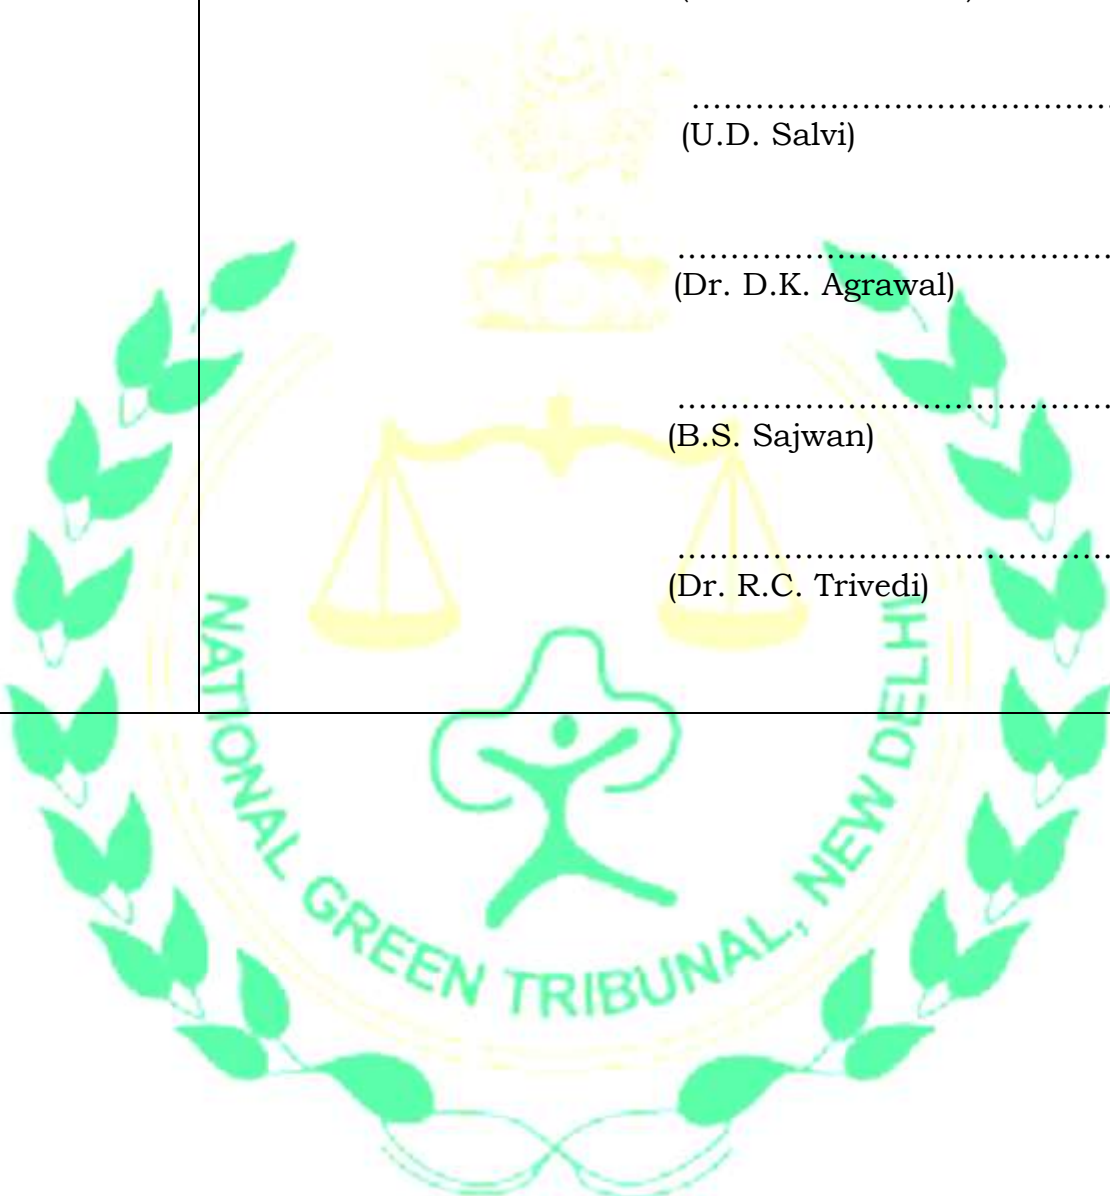 ……………………………………
(U.D. Salvi)
……………………………………
(Dr. D.K. Agrawal)
……………………………………
(B.S. Sajwan)
……………………………………
(Dr. R.C. Trivedi)
NATIONAL GREEN TRIBUNAL, NEW DELHI